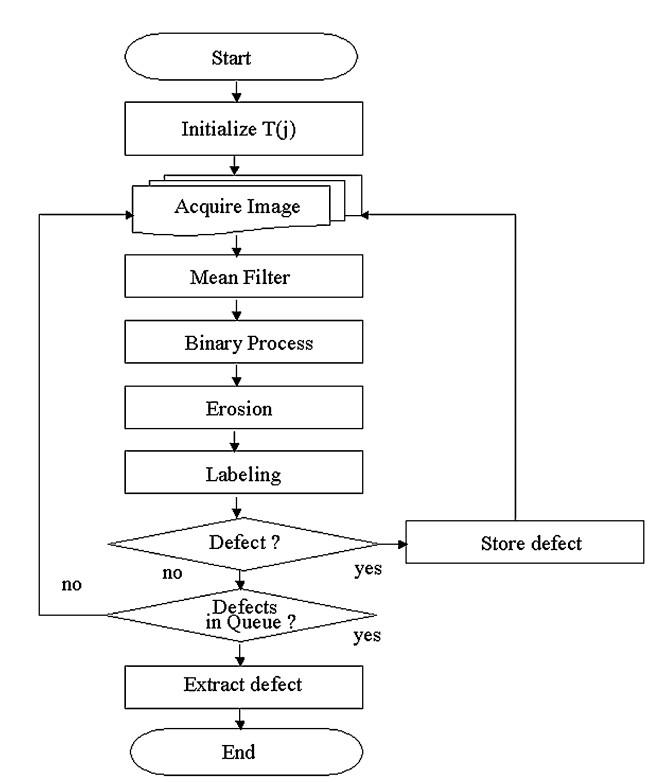 Start
Initialize T(j)
Acquire Image
Mean Filter
Binary Process
Erosion
Labeling
Defect ?
Store defect
no
yes
no
Defects
in Queue ?
yes
Extract defect
End